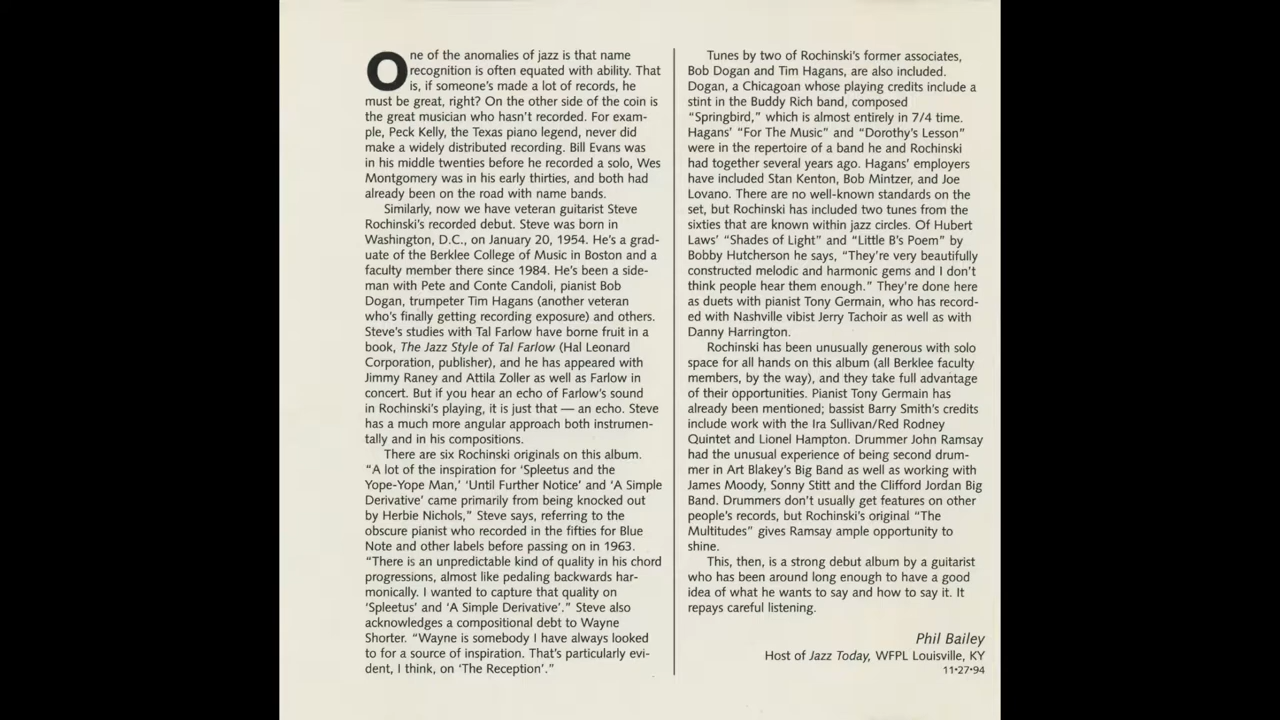 One of the anomalies of jazz is that name
recognition is often equated with ability. That
is, if someone's made a lot of records, he
must be great, right? On the other side of the coin is
the great musician who hasn't recorded. For exam-
ple, Peck Kelly, the Texas piano legend, never did
make a widely distributed recording. Bill Evans was
in his middle twenties before he recorded a solo, Wes
Montgomery was in his early thirties, and both had
already been on the road with name bands.
Similarly, now we have veteran guitarist Steve
Rochinski's recorded debut. Steve was born in
Washington, D.C., on January 20, 1954. He's a grad-
uate of the Berklee College of Music in Boston and a
faculty member there since 1984. He's been a side-
man with Pete and Conte Candoli, pianist Bob
Dogan, trumpeter Tim Hagans (another veteran
who's finally getting recording exposure) and others.
Steve's studies with Tal Farlow have borne fruit in a
book, The Jazz Style of Tal Farlow (Hal Leonard
Corporation, publisher), and he has appeared with
Jimmy Raney and Attila Zoller as well as Farlow in
concert. But if you hear an echo of Farlow's sound
in Rochinski's playing, it is just that — an echo. Steve
has a much more angular approach both instrumen-
tally and in his compositions.
There are six Rochinski originals on this album.
"A lot of the inspiration for 'Spleetus and the
Yope-Yope Man,' 'Until Further Notice' and 'A Simple
Derivative' came primarily from being knocked out
by Herbie Nichols," Steve says, referring to the
obscure pianist who recorded in the fifties for Blue
Note and other labels before passing on in 1963.
"There is an unpredictable kind of quality in his chord
progressions, almost like pedaling backwards har-
monically. I wanted to capture that quality on
'Spleetus' and 'A Simple Derivative'." Steve also
acknowledges a compositional debt to Wayne
Shorter. "Wayne is somebody I have always looked
to for a source of inspiration. That's particularly evi-
dent, I think, on 'The Reception'."
Tunes by two of Rochinski's former associates,
Bob Dogan and Tim Hagans, are also included.
Dogan, a Chicagoan whose playing credits include a
stint in the Buddy Rich band, composed
"Springbird," which is almost entirely in 7/4 time.
Hagans' "For The Music" and "Dorothy's Lesson"
were in the repertoire of a band he and Rochinski
had together several years ago. Hagans' employers
have included Stan Kenton, Bob Mintzer, and Joe
Lovano. There are no well-known standards on the
set, but Rochinski has included two tunes from the
sixties that are known within jazz circles. Of Hubert
Laws' "Shades of Light" and "Little B's Poem" by
Bobby Hutcherson he says, "They're very beautifully
constructed melodic and harmonic gems and I don't
think people hear them enough." They're done here
as duets with pianist Tony Germain, who has record-
ed with Nashville vibist Jerry Tachoir as well as with
Danny Harrington.
Rochinski has been unusually generous with solo
space for all hands on this album (all Berklee faculty
members, by the way), and they take full advantage
of their opportunities. Pianist Tony Germain has
already been mentioned; bassist Barry Smith's credits
include work with the Ira Sullivan/Red Rodney
Quintet and Lionel Hampton. Drummer John Ramsay
had the unusual experience of being second drum-
mer in Art Blakey's Big Band as well as working with
James Moody, Sonny Stitt and the Clifford Jordan Big
Band. Drummers don't usually get features on other
people's records, but Rochinski's original "The
Multitudes" gives Ramsay ample opportunity to
shine.
This, then, is a strong debut album by a guitarist
who has been around long enough to have a good
idea of what he wants to say and how to say it. It
repays careful listening.
Phil Bailey
Host of Jazz Today, WFPL Louisville, KY
11•27•94